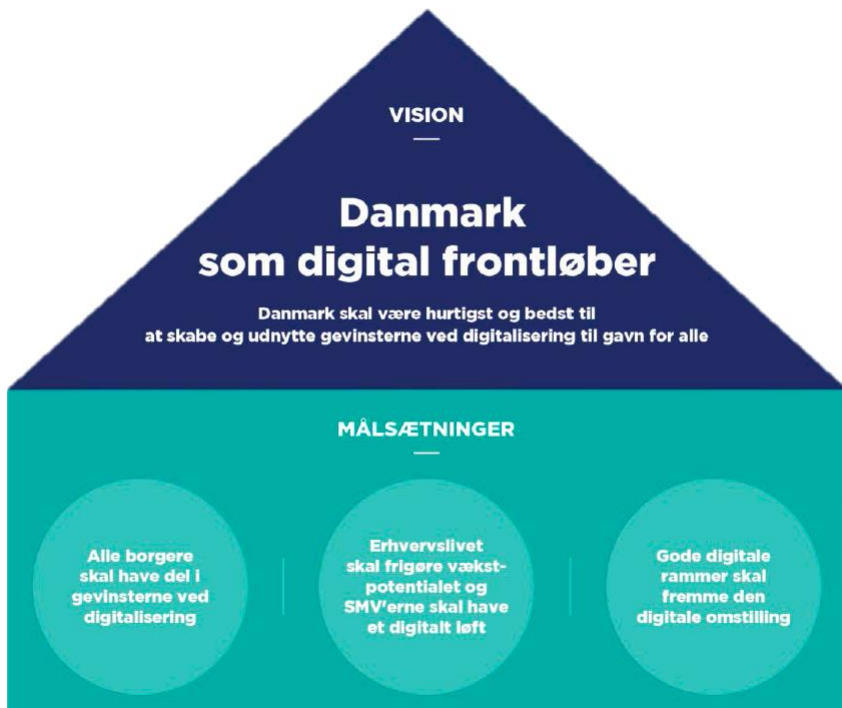 VISION
Danmark
som digital frontløber
Danmark skal være hurtigst og bedst til
at skabe og udnytte gevinsterne ved digitalisering til gavn for alle
MÅLSÆTNINGER
Alle borgere
skal have del i
gevinsterne ved
digitalisering
Erhvervslivet
skal frigøre vækst-
potentialet og
SMV'erne skal have
et digitalt løft
Gode digitale
rammer skal
fremme den
digitale omstilling